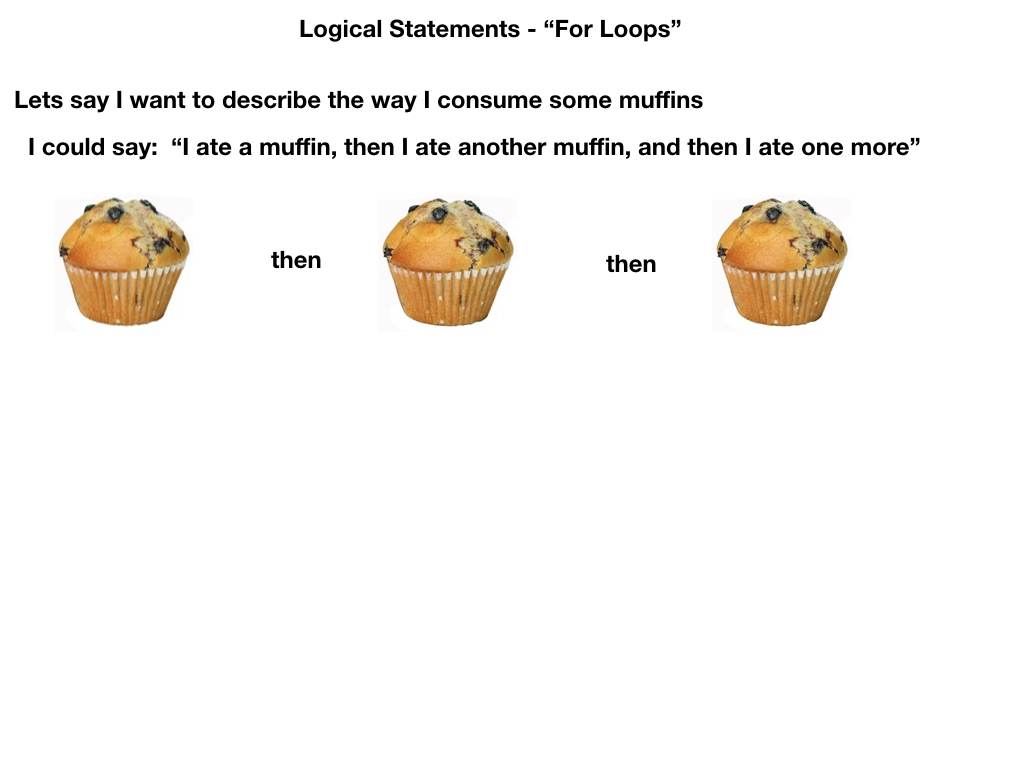 Logical Statements - “For Loops”
Lets say I want to describe the way I consume some muffins
I could say:  “I ate a muffin, then I ate another muffin, and then I ate one more”
then
then